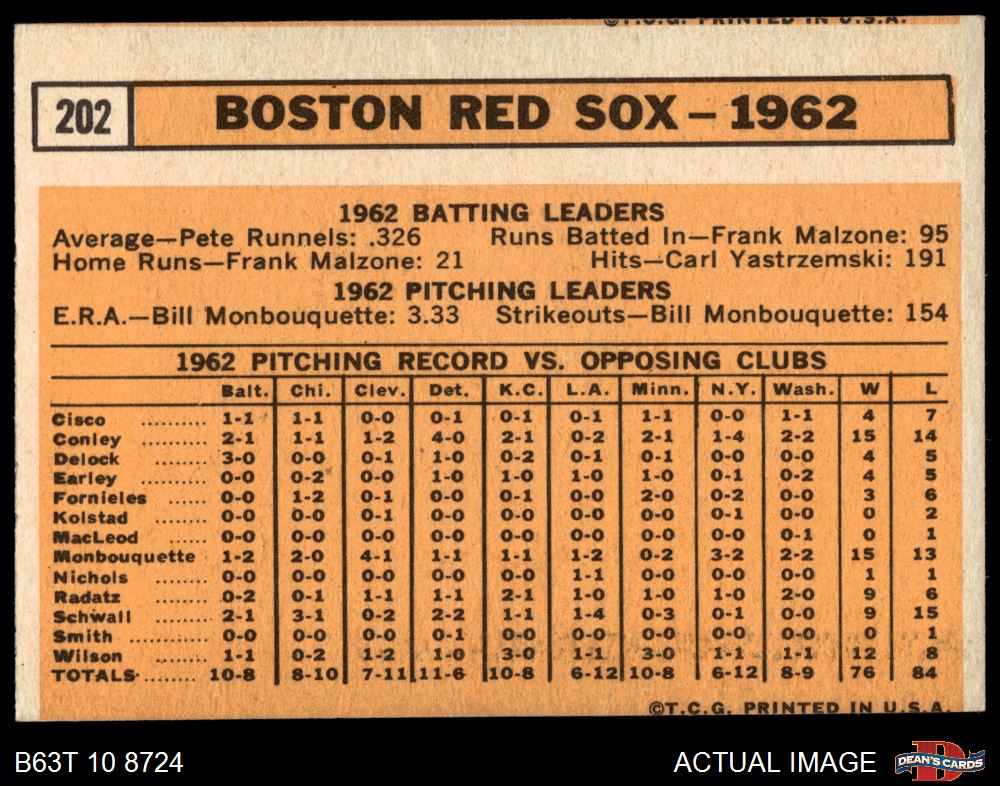 ©T.C.G. PRINTED IN U.S.A.
202 BOSTON RED SOX – 1962
1962 BATTING LEADERS
Average—Pete Runnels: .326 Runs Batted In—Frank Malzone: 95
Home Runs—Frank Malzone: 21 Hits—Carl Yastrzemski: 191
1962 PITCHING LEADERS
E.R.A.—Bill Monbouquette: 3.33 Strikeouts—Bill Monbouquette: 154
1962 PITCHING RECORD VS. OPPOSING CLUBS
Balt. Chi. Clev. Det. K.C. L.A. Minn. N.Y. Wash. W L
Cisco .......... 1-1 1-1 0-0 0-1 0-1 0-1 1-1 0-0 1-1 4 7
Conley ......... 2-1 1-1 1-2 4-0 2-1 0-2 2-1 1-4 2-2 15 14
Delock ........ 3-0 0-0 0-1 1-0 0-2 0-1 0-1 0-0 0-0 4 5
Earley ........ 0-0 0-2 0-0 1-0 1-0 1-0 1-0 0-1 0-2 4 5
Fornieles ...... 0-0 1-2 0-1 0-0 0-1 0-0 2-0 0-2 0-0 3 6
Kolstad ........ 0-0 0-0 0-1 0-0 0-0 0-0 0-0 0-1 0-0 0 2
MacLeod ...... 0-0 0-0 0-0 0-0 0-0 0-0 0-0 0-0 0-1 0 1
Monbouquette 1-2 2-0 4-1 1-1 1-1 1-2 0-2 3-2 2-2 15 13
Nichols ........ 0-0 0-0 0-0 0-0 0-0 1-1 0-0 0-0 0-0 1 1
Radatz ........ 0-2 0-1 1-1 1-1 2-1 1-0 1-0 1-0 2-0 9 6
Schwall ........ 2-1 3-1 0-2 2-2 1-1 1-4 0-3 0-1 0-0 9 15
Smith ........... 0-0 0-0 0-0 0-1 0-0 0-0 0-0 0-0 0-0 0 1
Wilson ........ 1-1 0-2 1-2 1-0 3-0 1-1 3-0 1-1 1-1 12 8
TOTALS ........ 10-8 8-10 7-11 11-6 10-8 6-12 10-8 6-12 8-9 76 84
©T.C.G. PRINTED IN U.S.A.
B63T 10 8724 ACTUAL IMAGE DEAN'S CARDS